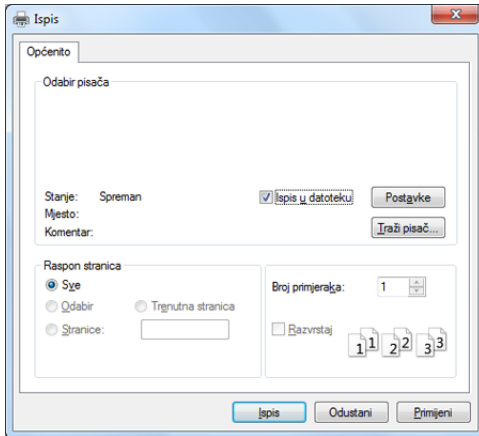 Ispis
Općenito
Odabir pisača
Stanje: Spreman
Ispis u datoteku
Postavke
Mjesto:
Komentar:
Traži pisač...
Raspon stranica
Sve
Odabir
Trenutna stranica
Stranice:
Broj primjeraka: 1
Razvrstaj
1 1 2 2 3 3
Ispis
Odustani
Primijeni